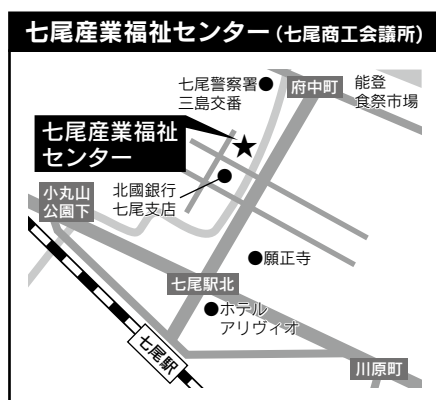 七尾産業福祉センター(七尾商工会議所)
七尾警察署
三島交番
府中町
能登
食祭市場
七尾産業福祉
センター
小丸山
公園下
北國銀行
七尾支店
願正寺
七尾駅北
ホテル
アリヴィオ
七尾駅
川原町